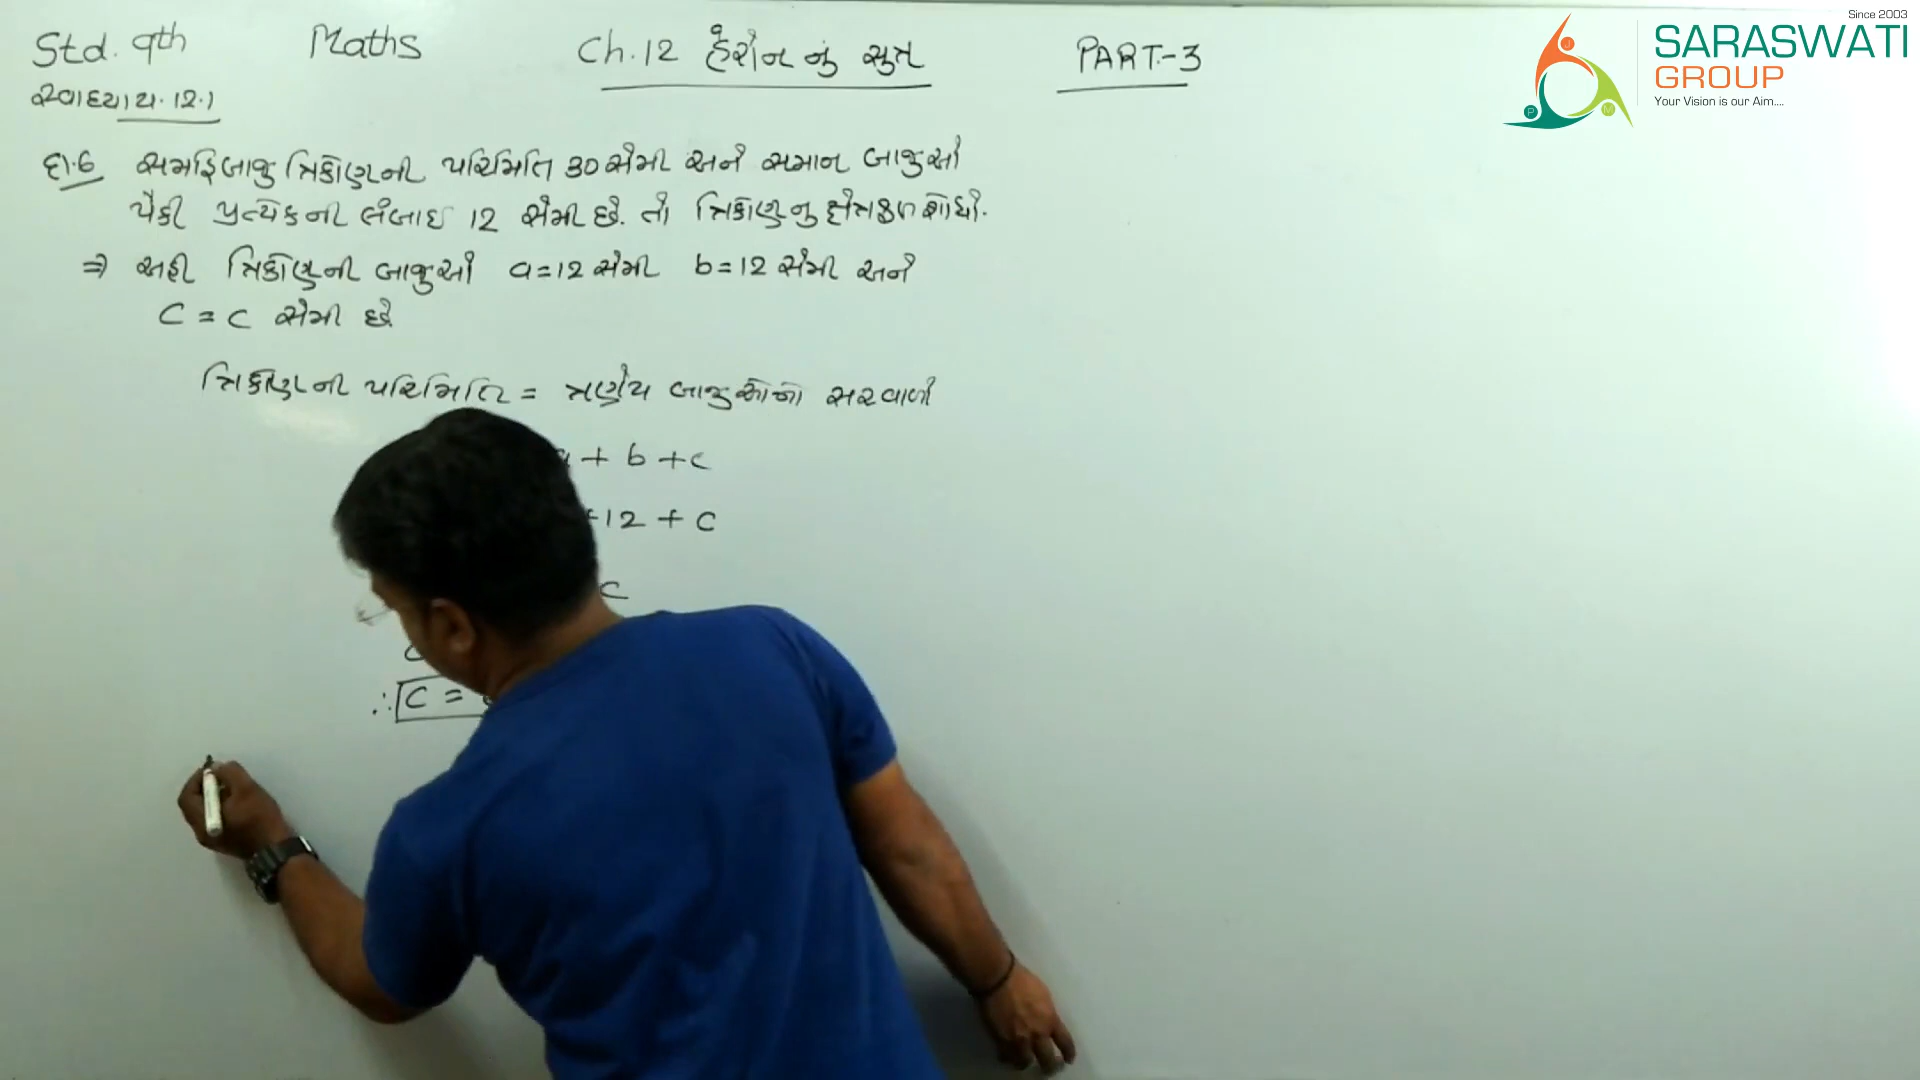 Std. 9th Maths Ch.12 હેરોન નું સુત્ર PART-3
સ્વાધ્યાય.12.1
દા.6 સમદ્વિબાજુ ત્રિકોણની પરિમિતિ 30 સેમી અને સમાન બાજુઓ
પૈકી પ્રત્યેકની લંબાઇ 12 સેમી છે. તો ત્રિકોણનુ ક્ષેત્રફળ શોધો.
⇒ અહી ત્રિકોણની બાજુઓ a=12 સેમી b=12 સેમી અને
C = C સેમી છે
ત્રિકોણની પરિમિતિ = ત્રણેય બાજુઓનો સરવાળો
+ b + c
+12 + c
c
∴ C =
Since 2003
SARASWATI
GROUP
Your Vision is our Aim....
J
P
M